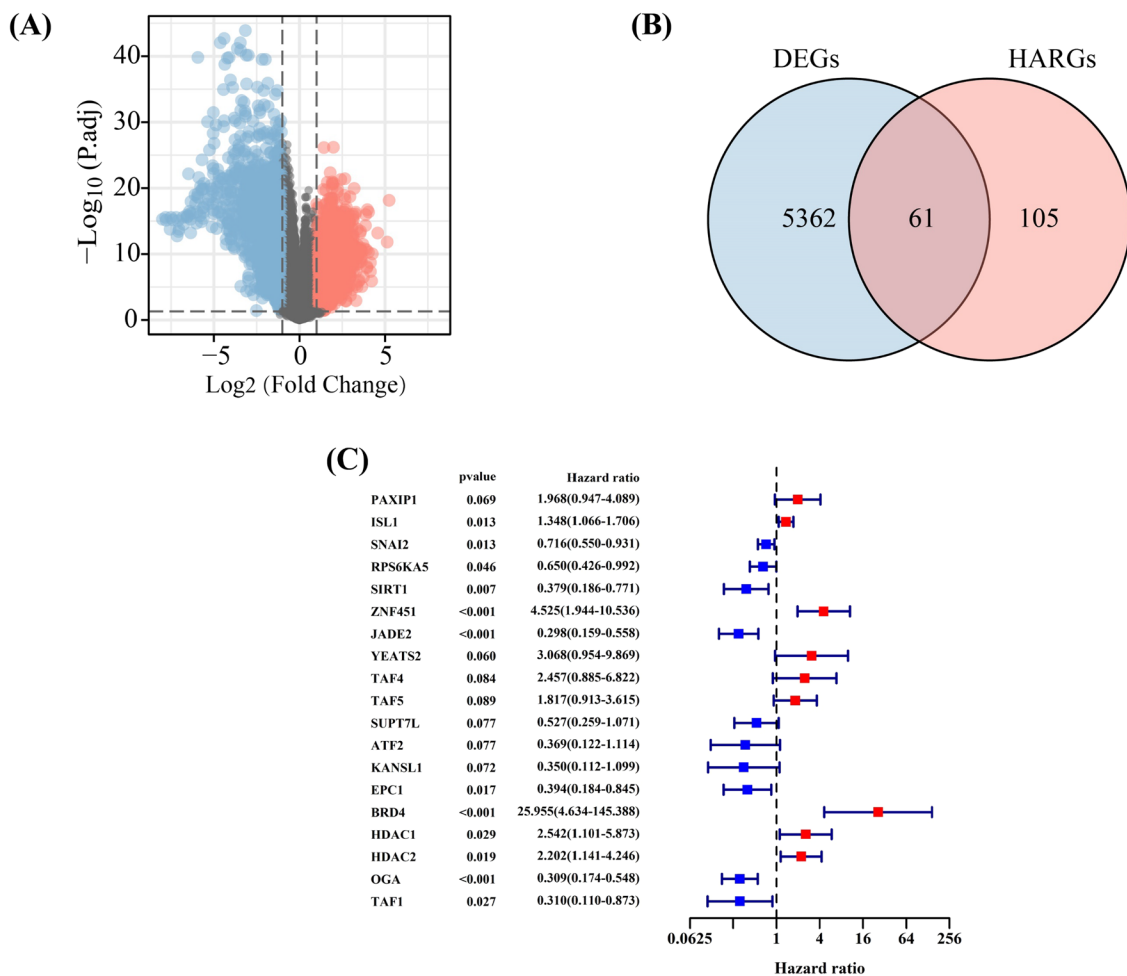 (A)
−Log10 (P.adj)
40
30
20
10
0
−5 0 5
Log2 (Fold Change)
(B)
DEGs HARGs
5362 61 105
(C)
pvalue Hazard ratio
PAXIP1 0.069 1.968(0.947-4.089)
ISL1 0.013 1.348(1.066-1.706)
SNAI2 0.013 0.716(0.550-0.931)
RPS6KA5 0.046 0.650(0.426-0.992)
SIRT1 0.007 0.379(0.186-0.771)
ZNF451 <0.001 4.525(1.944-10.536)
JADE2 <0.001 0.298(0.159-0.558)
YEATS2 0.060 3.068(0.954-9.869)
TAF4 0.084 2.457(0.885-6.822)
TAF5 0.089 1.817(0.913-3.615)
SUPT7L 0.077 0.527(0.259-1.071)
ATF2 0.077 0.369(0.122-1.114)
KANSL1 0.072 0.350(0.112-1.099)
EPC1 0.017 0.394(0.184-0.845)
BRD4 <0.001 25.955(4.634-145.388)
HDAC1 0.029 2.542(1.101-5.873)
HDAC2 0.019 2.202(1.141-4.246)
OGA <0.001 0.309(0.174-0.548)
TAF1 0.027 0.310(0.110-0.873)
0.0625 1 4 16 64 256
Hazard ratio